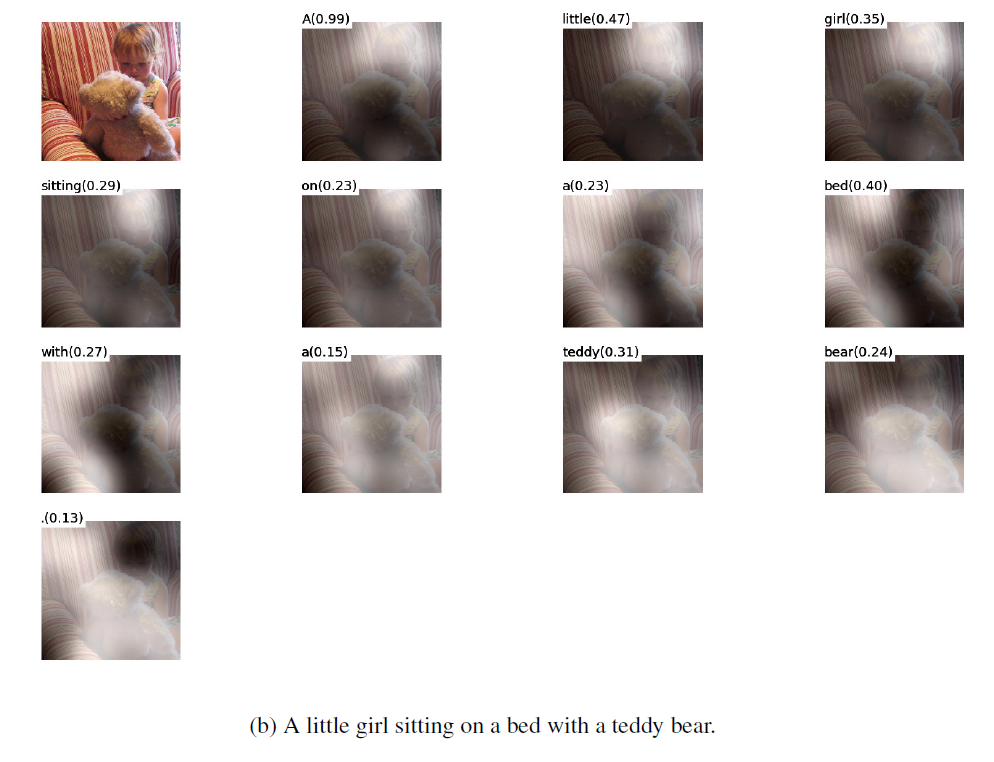 A(0.99) little(0.47) girl(0.35)
sitting(0.29) on(0.23) a(0.23) bed(0.40)
with(0.27) a(0.15) teddy(0.31) bear(0.24)
.(0.13)
(b) A little girl sitting on a bed with a teddy bear.